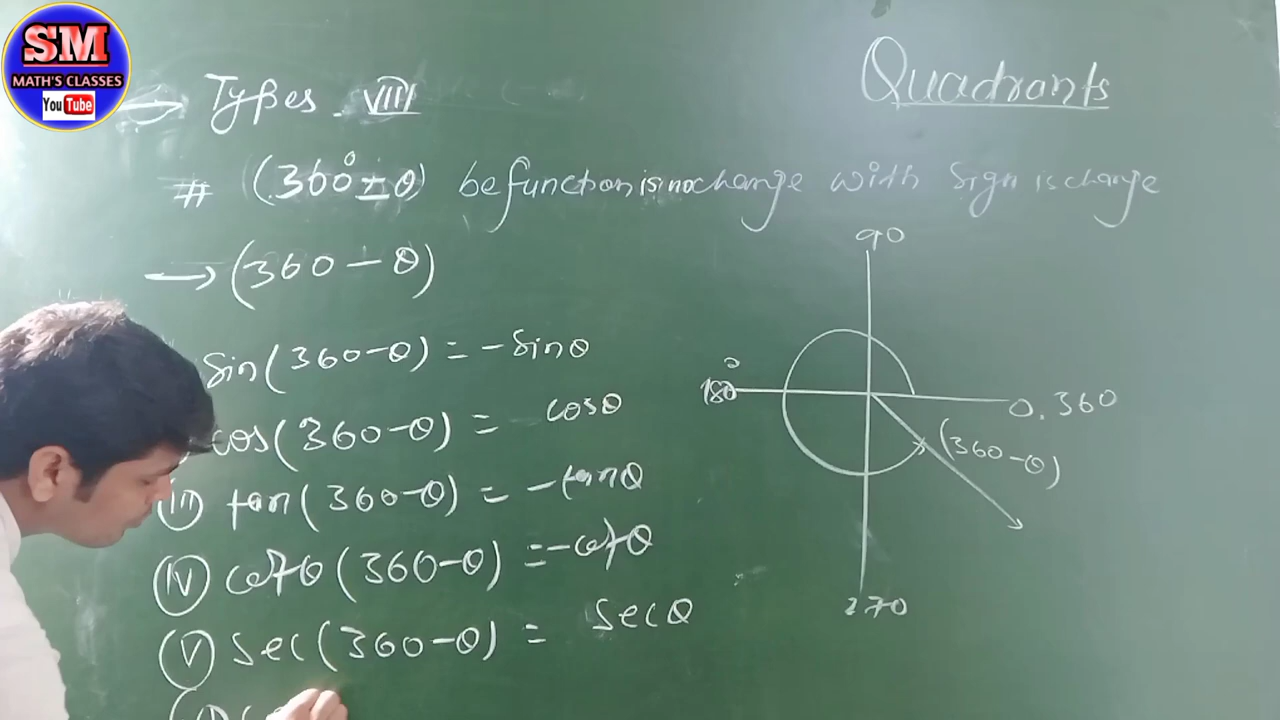 SM
MATH'S CLASSES
YouTube
→ Types - VIII
Quadrants
# (360° ± θ) be function is no change with Sign is change
→ (360 - θ)
Sin(360-θ) = - Sinθ
cos(360-θ) = cosθ
III tan(360-θ) = -tanθ
IV cotθ(360-θ) = -cotθ
V Sec(360-θ) = Secθ
90
180°
0.360
(360-θ)
270